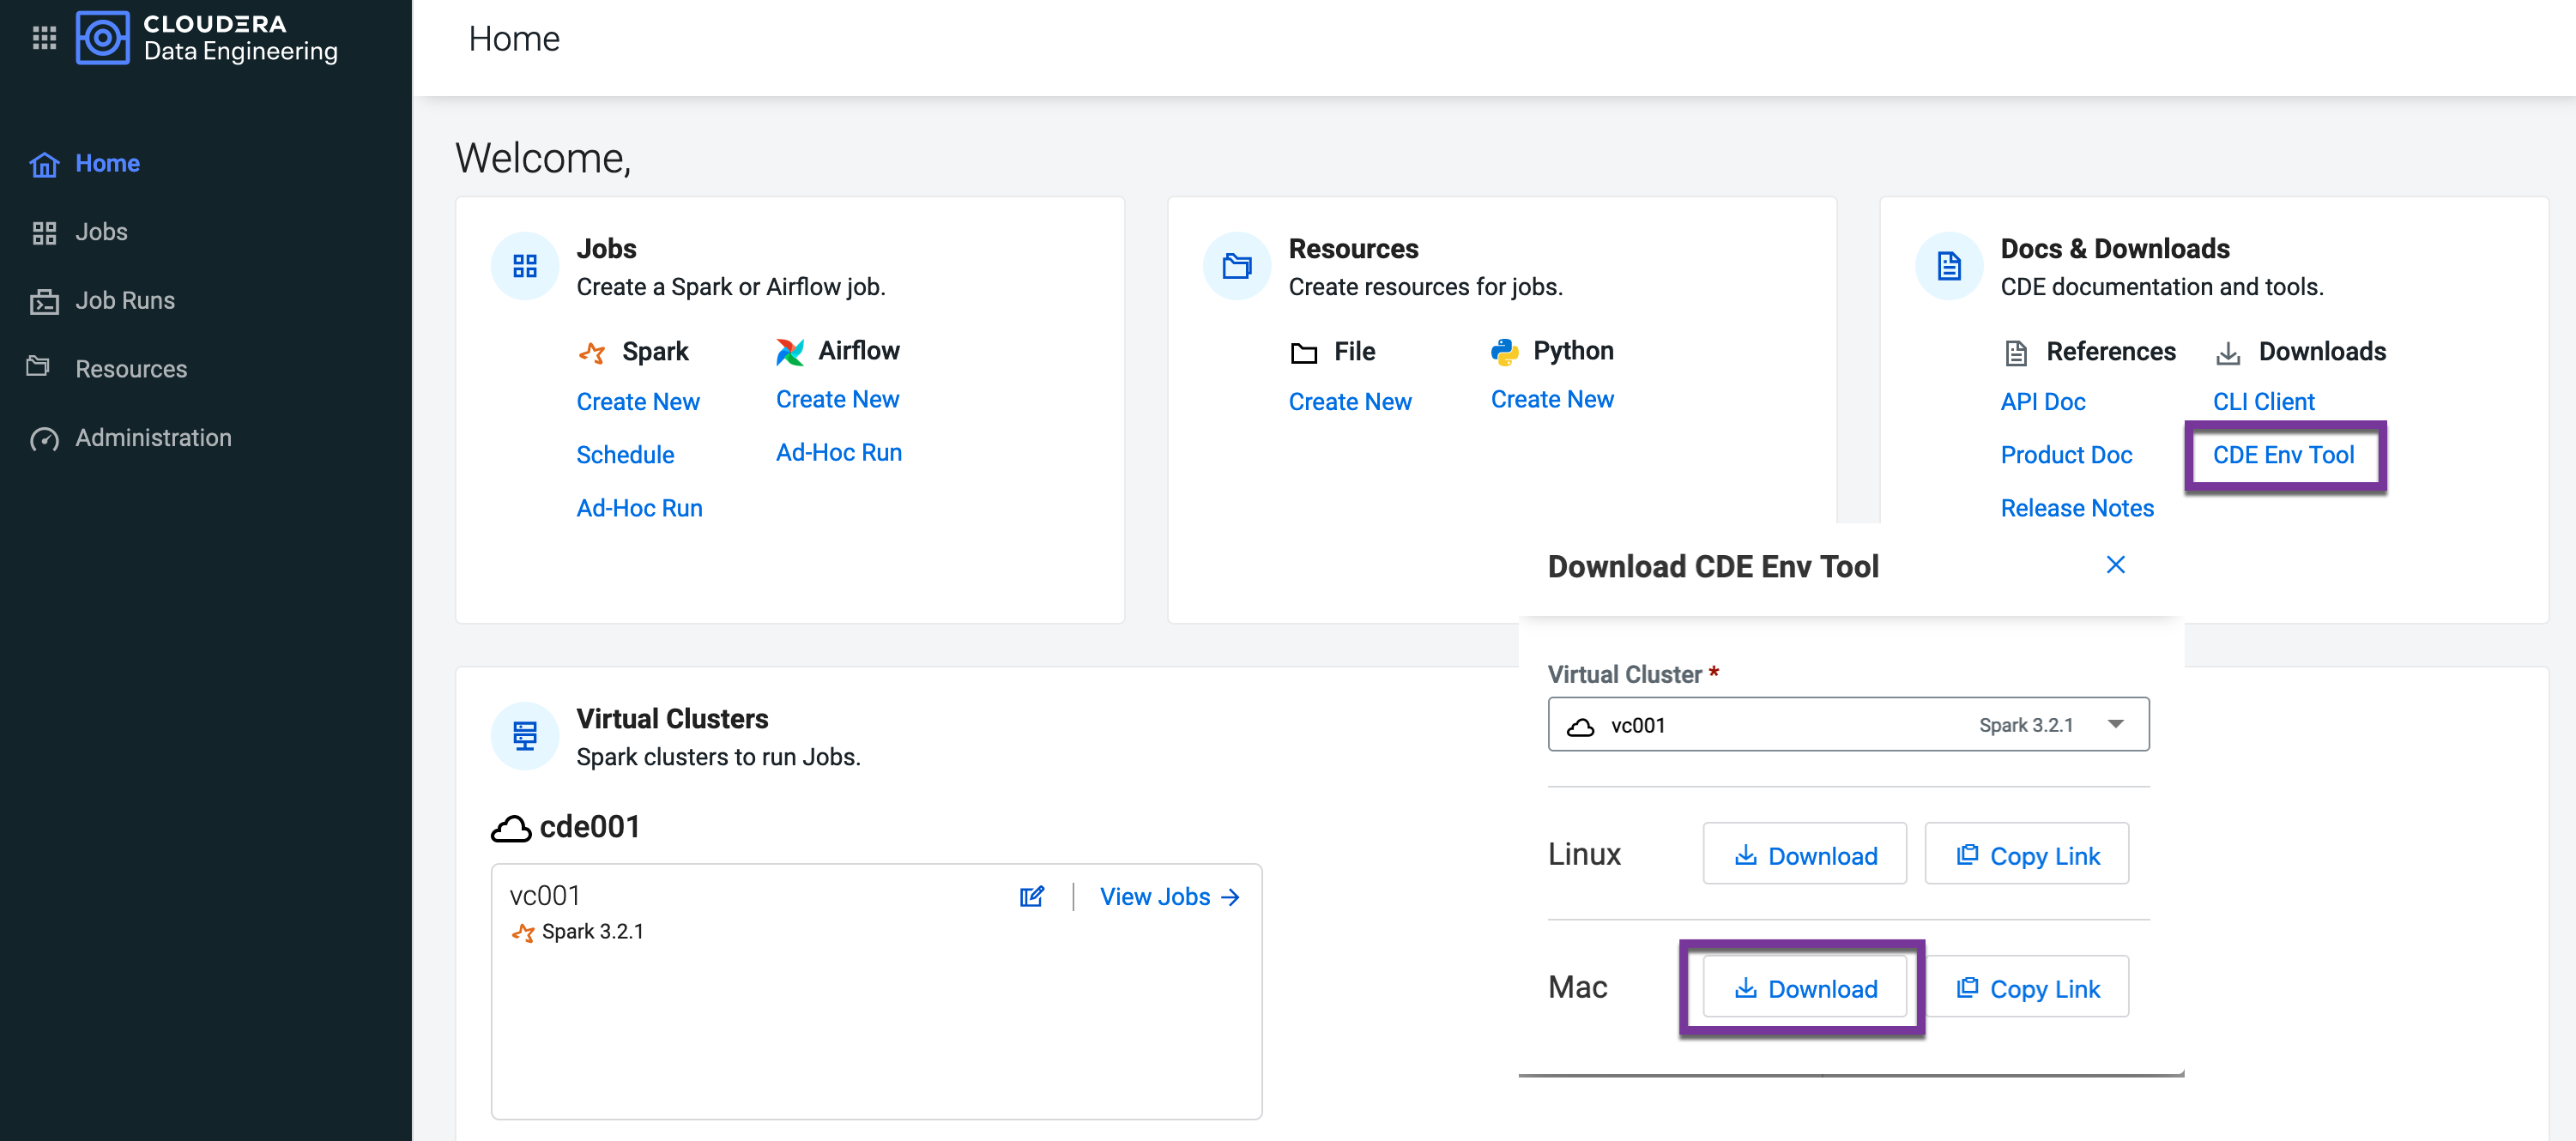 CLOUDERA
Data Engineering
Home
Jobs
Job Runs
Resources
Administration
Home
Welcome,
Jobs
Create a Spark or Airflow job.
Spark
Airflow
Create New
Create New
Schedule
Ad-Hoc Run
Ad-Hoc Run
Resources
Create resources for jobs.
File
Python
Create New
Create New
Docs & Downloads
CDE documentation and tools.
References
Downloads
API Doc
CLI Client
Product Doc
CDE Env Tool
Release Notes
Virtual Clusters
Spark clusters to run Jobs.
cde001
vc001
View Jobs
Spark 3.2.1
Download CDE Env Tool
Virtual Cluster *
vc001
Spark 3.2.1
Linux
Download
Copy Link
Mac
Download
Copy Link